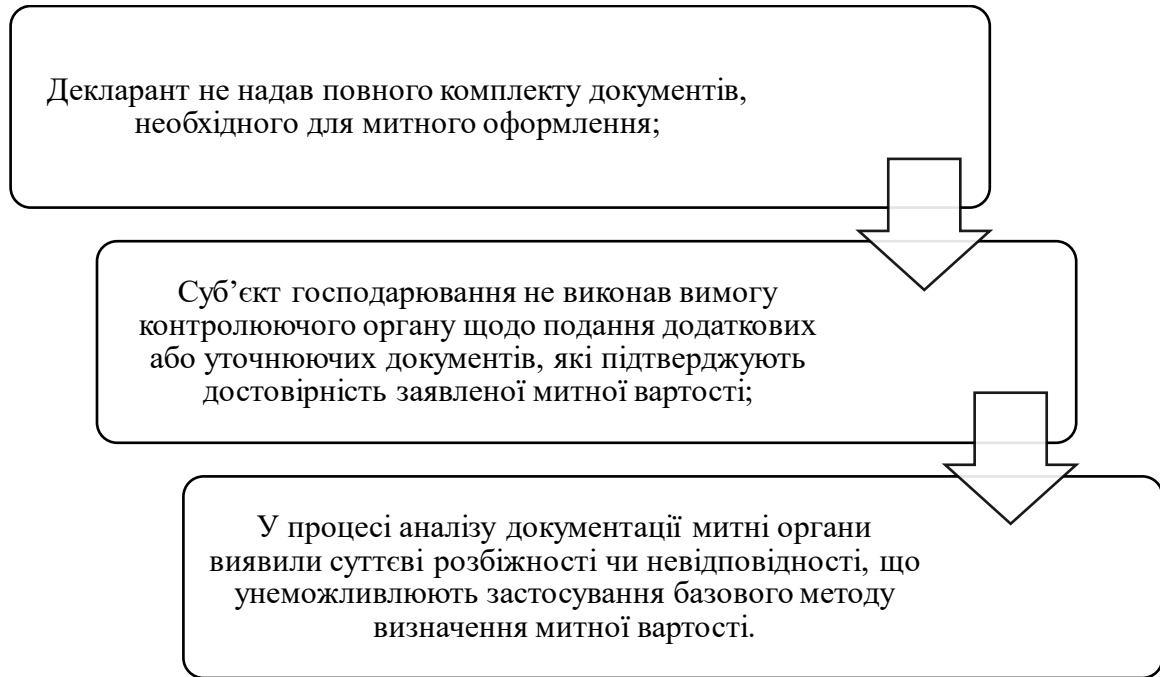 Декларант не надав повного комплекту документів,
необхідного для митного оформлення;
Суб’єкт господарювання не виконав вимогу
контролюючого органу щодо подання додаткових
або уточнюючих документів, які підтверджують
достовірність заявленої митної вартості;
У процесі аналізу документації митні органи
виявили суттєві розбіжності чи невідповідності, що
унеможливлюють застосування базового методу
визначення митної вартості.